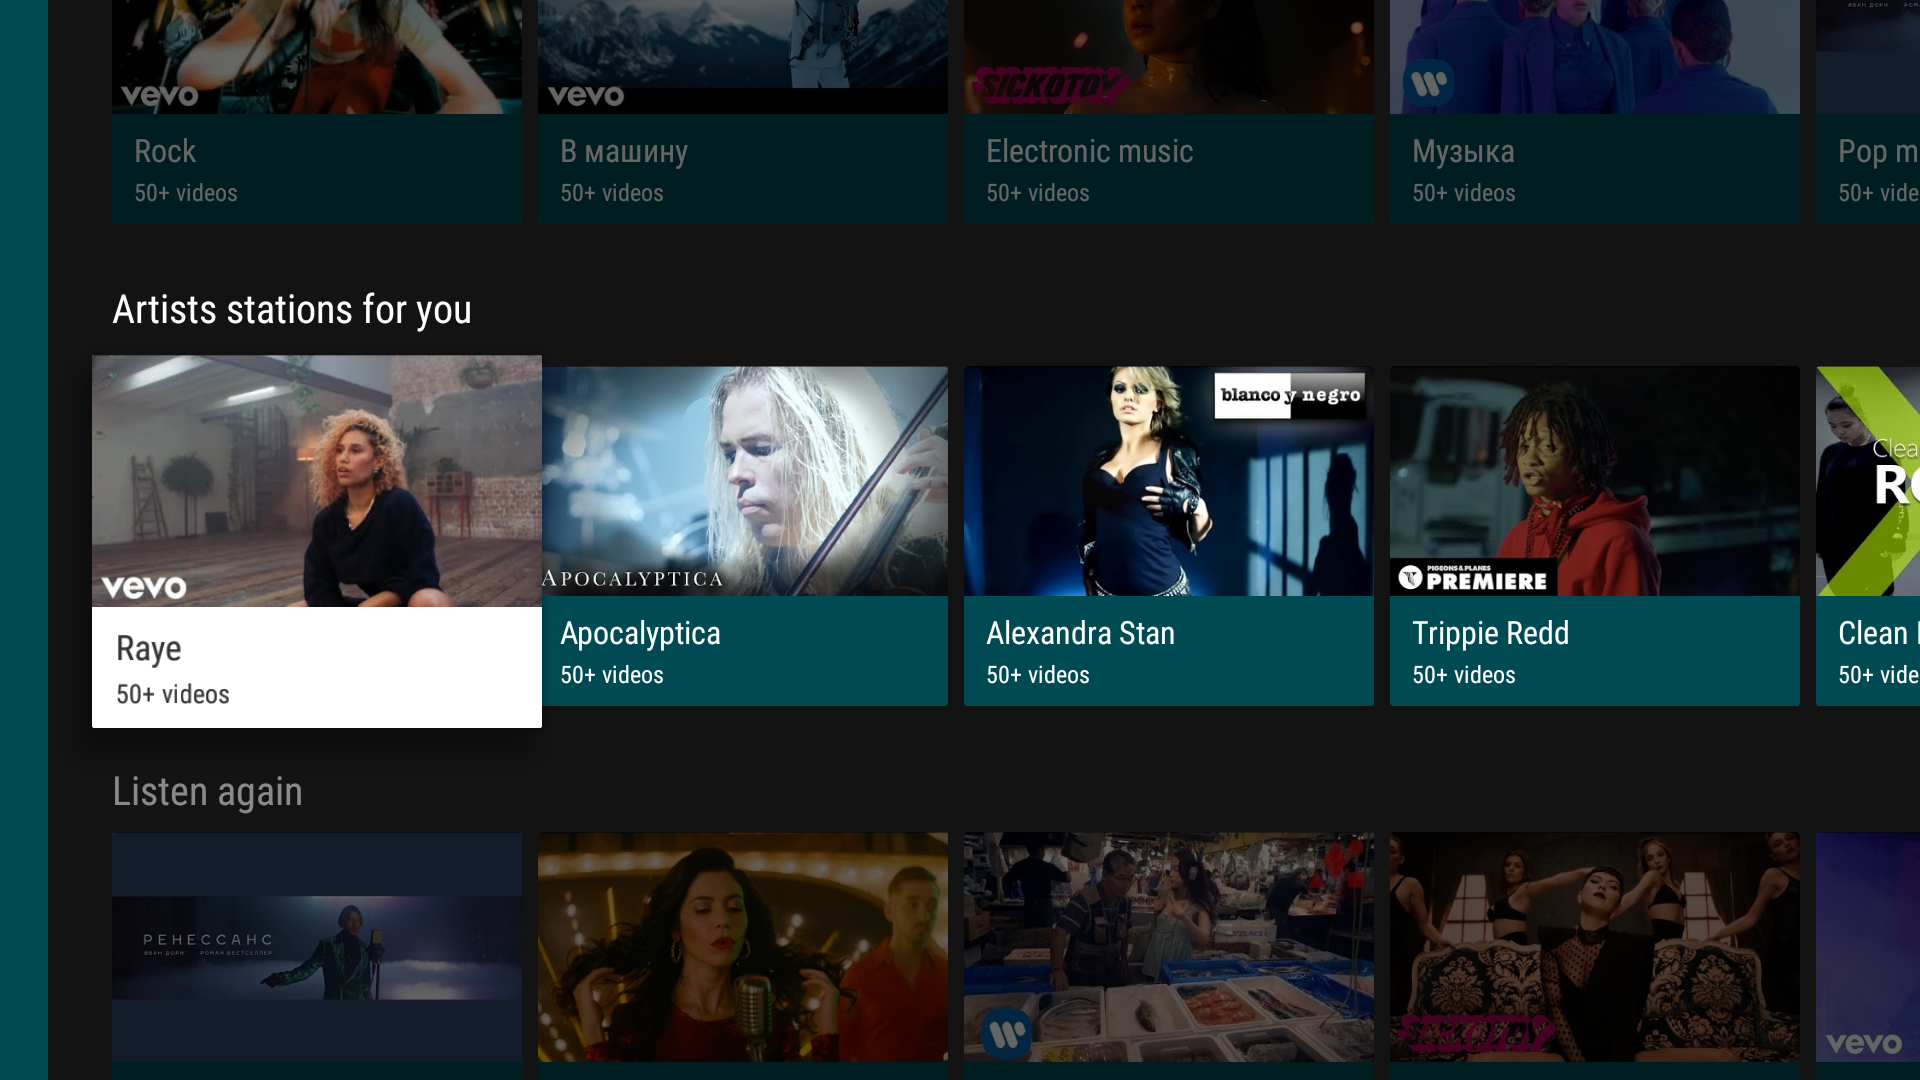 vevo
vevo
SICKOTOY
Rock
50+ videos
В машину
50+ videos
Electronic music
50+ videos
Музыка
50+ videos
Pop m
50+ vide
Artists stations for you
vevo
APOCALYPTICA
blanco y negro
PIGEONS & PLANES
PREMIERE
Clea
RO
Raye
50+ videos
Apocalyptica
50+ videos
Alexandra Stan
50+ videos
Trippie Redd
50+ videos
Clean
50+ vide
Listen again
РЕНЕССАНС
ИВАН ДОРН РОМАН БЕСТСЕЛЛЕР
SICKOTOY
vevo